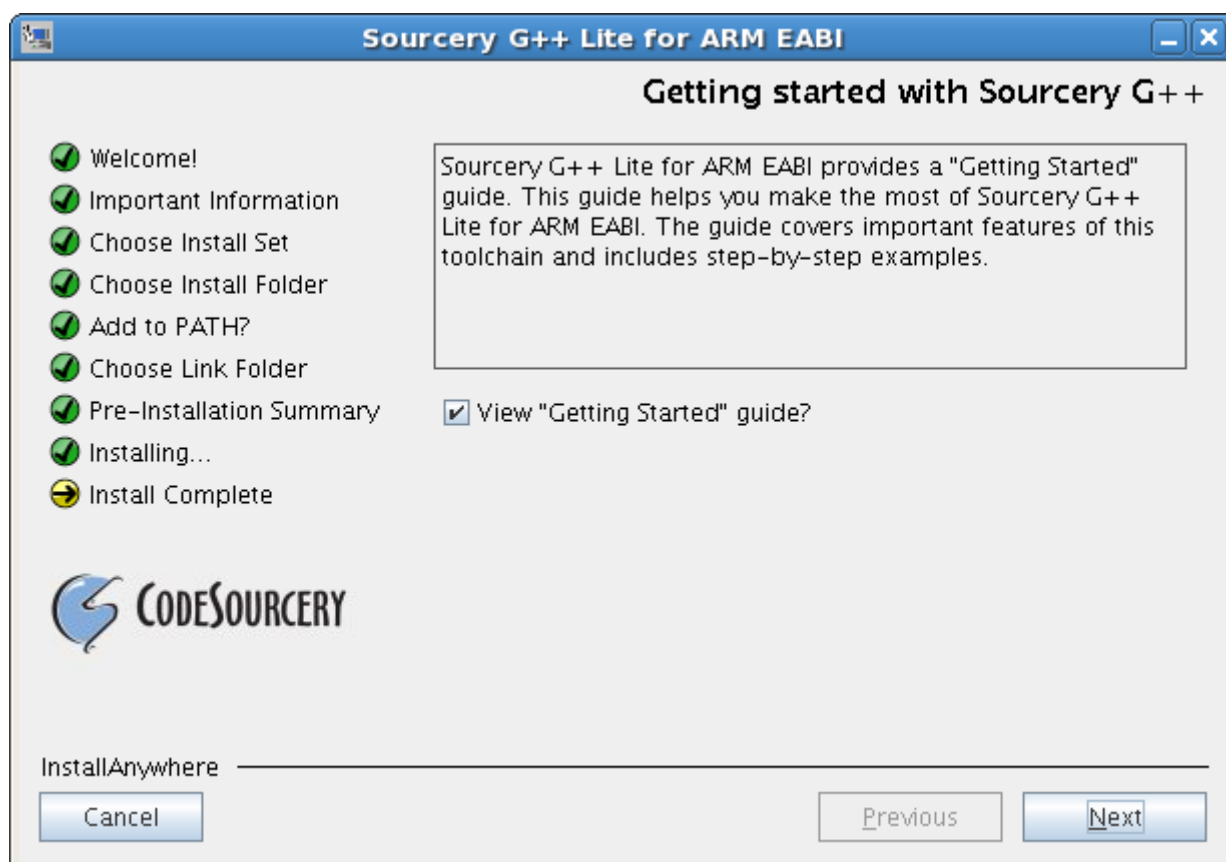 Sourcery G++ Lite for ARM EABI
Getting started with Sourcery G++
Welcome!
Important Information
Choose Install Set
Choose Install Folder
Add to PATH?
Choose Link Folder
Pre-Installation Summary
Installing...
Install Complete
Sourcery G++ Lite for ARM EABI provides a "Getting Started"
guide. This guide helps you make the most of Sourcery G++
Lite for ARM EABI. The guide covers important features of this
toolchain and includes step-by-step examples.
View "Getting Started" guide?
CODESOURCERY
InstallAnywhere
Cancel
Previous
Next